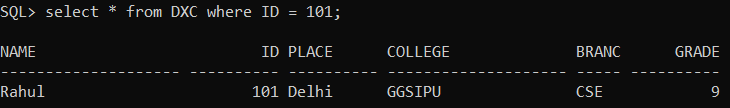 SQL> select * from DXC where ID = 101;
NAME                         ID PLACE      COLLEGE              BRANC      GRADE
-------------------- ---------- ---------- -------------------- ----- ----------
Rahul                       101 Delhi      GGSIPU               CSE            9